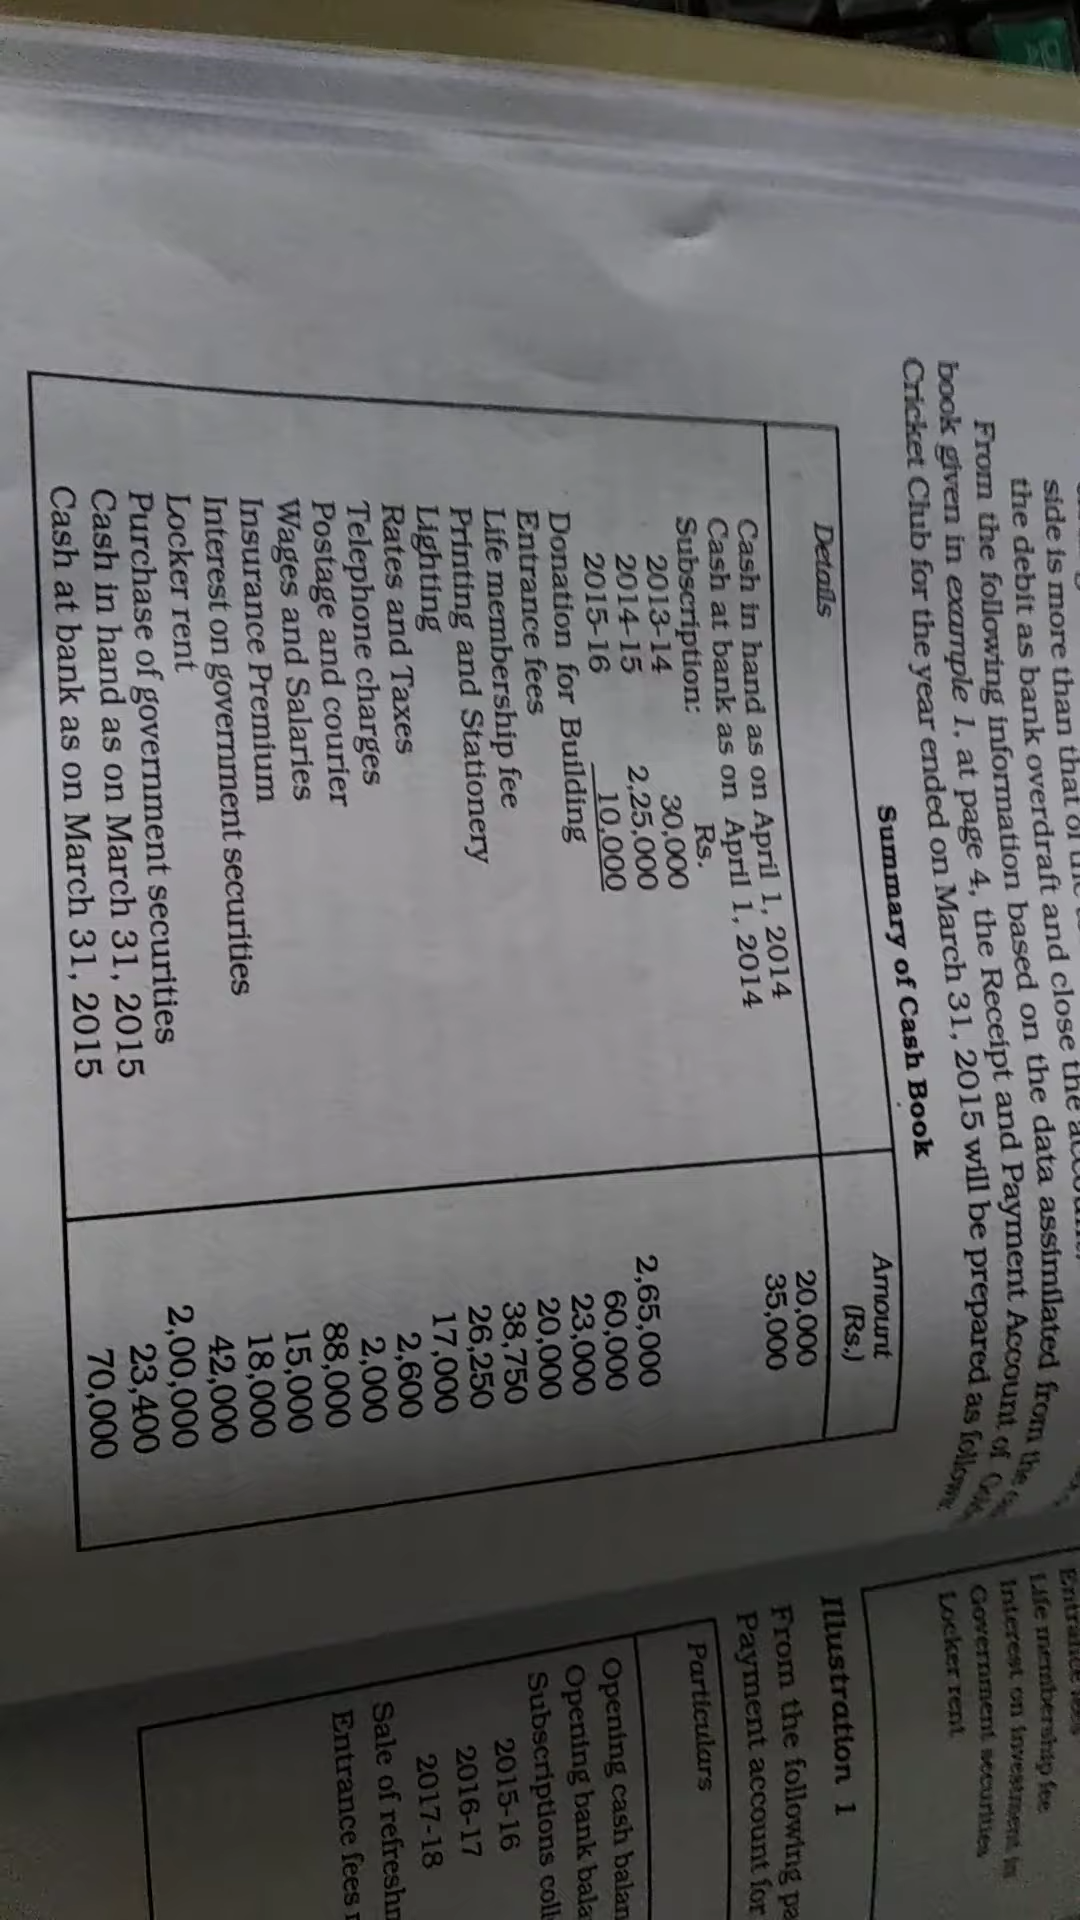 side is more than that of
the debit as bank overdraft and close the
From the following information based on the data assimilated from the
book given in example 1, at page 4, the Receipt and Payment Account of
Cricket Club for the year ended on March 31, 2015 will be prepared as follows:
Summary of Cash Book
Details Amount
(Rs.)
Cash in hand as on April 1, 2014 20,000
Cash at bank as on April 1, 2014 35,000
Subscription: Rs.
2013-14 30,000
2014-15 2,25,000
2015-16 10,000 2,65,000
Donation for Building 60,000
Entrance fees 23,000
Life membership fee 20,000
Printing and Stationery 38,750
Lighting 26,250
Rates and Taxes 17,000
Telephone charges 2,600
Postage and courier 2,000
Wages and Salaries 88,000
Insurance Premium 15,000
Interest on government securities 18,000
Locker rent 42,000
Purchase of government securities 2,00,000
Cash in hand as on March 31, 2015 23,400
Cash at bank as on March 31, 2015 70,000
Entrance fees
Life membership fee
Interest on investment in
Government securities
Locker rent
Illustration 1
From the following
Payment account for
Particulars
Opening cash
Opening bank
Subscriptions
2015-16
2016-17
2017-18
Sale of
Entrance fees